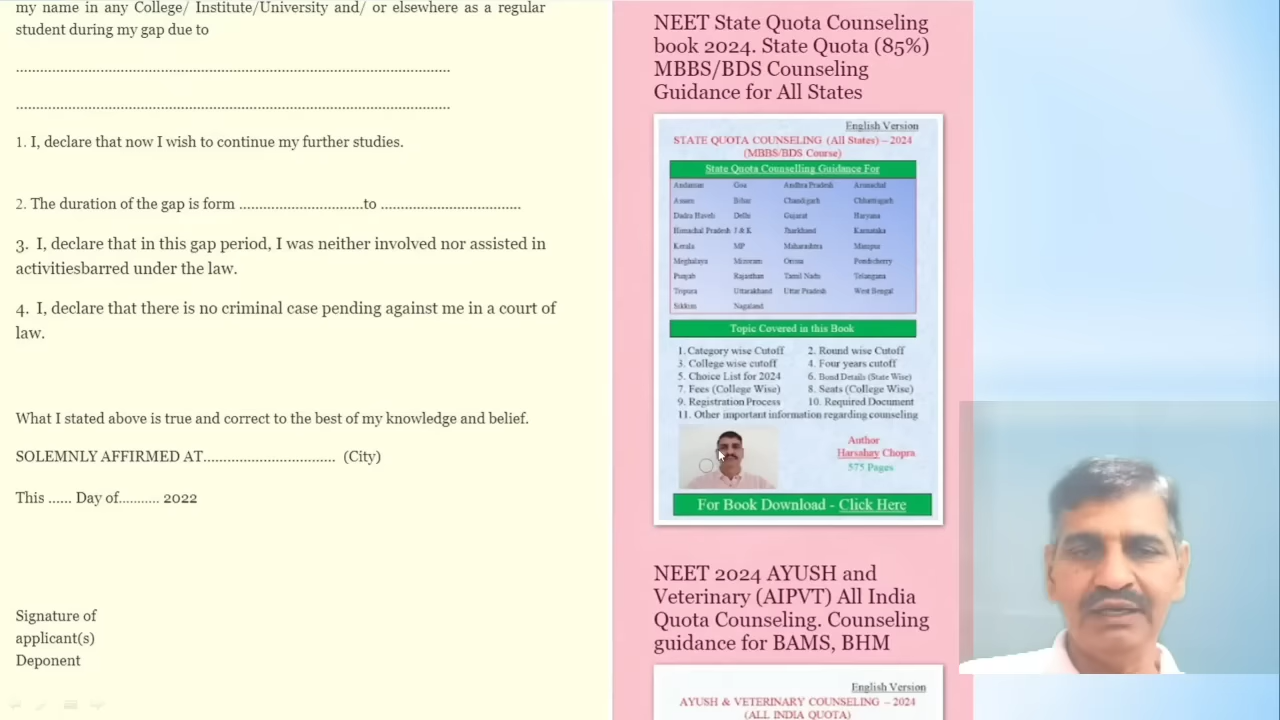 my name in any College/ Institute/University and/ or elsewhere as a regular
student during my gap due to
..........................................................................................................
..........................................................................................................
1. I, declare that now I wish to continue my further studies.
2. The duration of the gap is form ...............................to ...................................
3. I, declare that in this gap period, I was neither involved nor assisted in
activitiesbarred under the law.
4. I, declare that there is no criminal case pending against me in a court of
law.
What I stated above is true and correct to the best of my knowledge and belief.
SOLEMNLY AFFIRMED AT................................. (City)
This ...... Day of.......... 2022
Signature of
applicant(s)
Deponent
NEET State Quota Counseling
book 2024. State Quota (85%)
MBBS/BDS Counseling
Guidance for All States
English Version
STATE QUOTA COUNSELING (All States) – 2024
(MBBS/BDS Course)
State Quota Counselling Guidance For
Andaman Goa Andhra Pradesh Arunachal
Assam Bihar Chandigarh Chhattisgarh
Dadra Haveli Delhi Gujarat Haryana
Himachal Pradesh J & K Jharkhand Karnataka
Kerala MP Maharashtra Manipur
Meghalaya Mizoram Orissa Pondicherry
Punjab Rajasthan Tamil Nadu Telangana
Tripura Uttarakhand Uttar Pradesh West Bengal
Sikkim Nagaland
Topic Covered in this Book
1. Category wise Cutoff 2. Round wise Cutoff
3. College wise cutoff 4. Four years cutoff
5. Choice List for 2024 6. Bond Details (State Wise)
7. Fees (College Wise) 8. Seats (College Wise)
9. Registration Process 10. Required Document
11. Other important information regarding counseling
Author
Harsahay Chopra
575 Pages
For Book Download - Click Here
NEET 2024 AYUSH and
Veterinary (AIPVT) All India
Quota Counseling. Counseling
guidance for BAMS, BHM
English Version
AYUSH & VETERINARY COUNSELING – 2024
(ALL INDIA QUOTA)